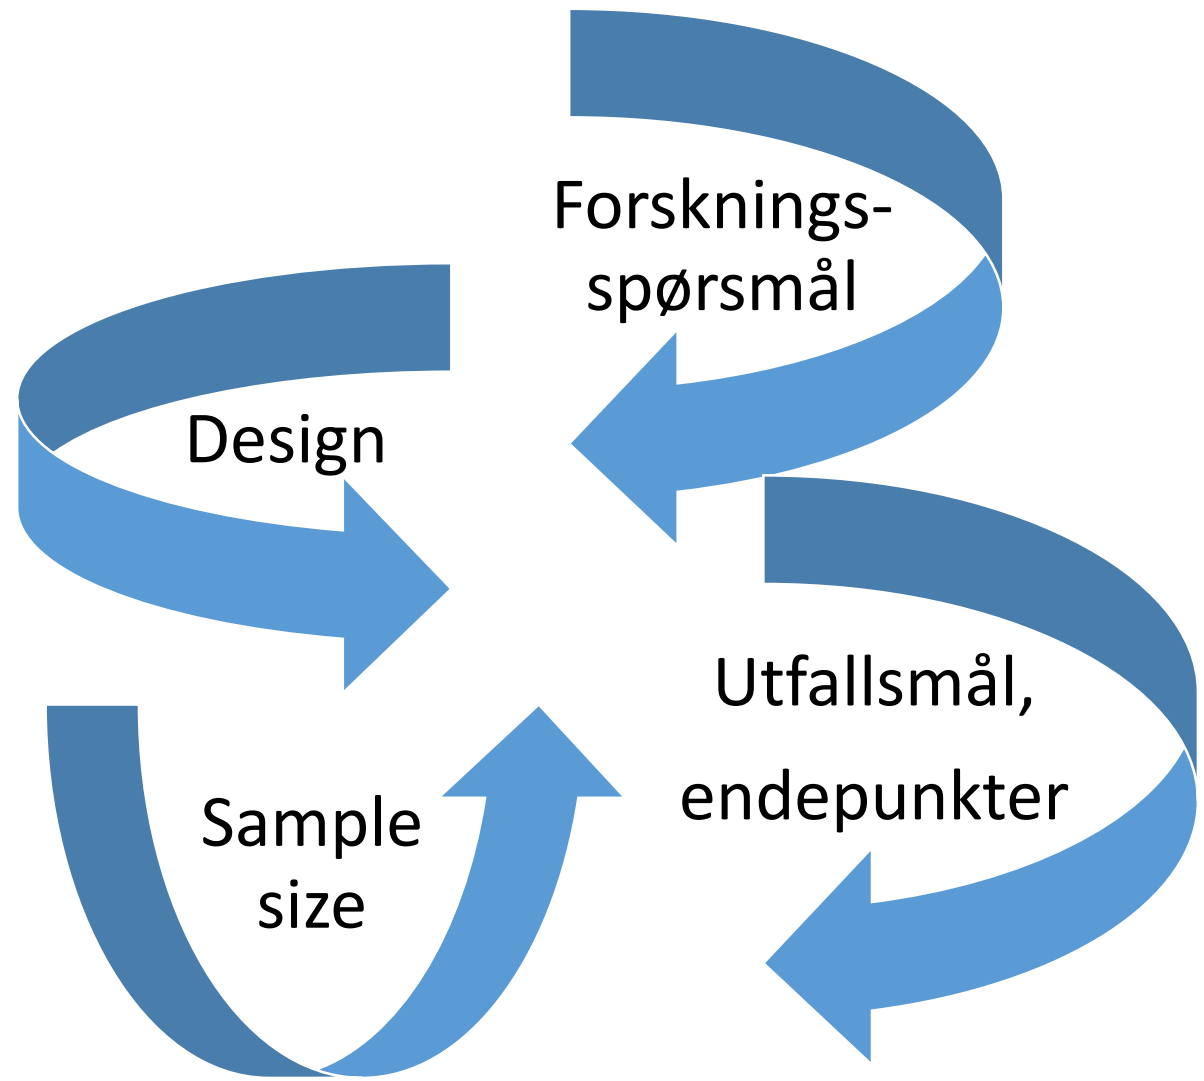 Forsknings-
spørsmål
Design
Utfallsmål,
endepunkter
Sample
size